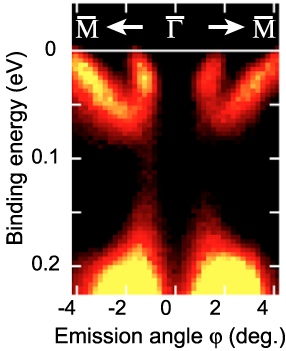 M̅ ← Γ̅ → M̅
0
0.1
0.2
Binding energy (eV)
-4 -2 0 2 4
Emission angle φ (deg.)